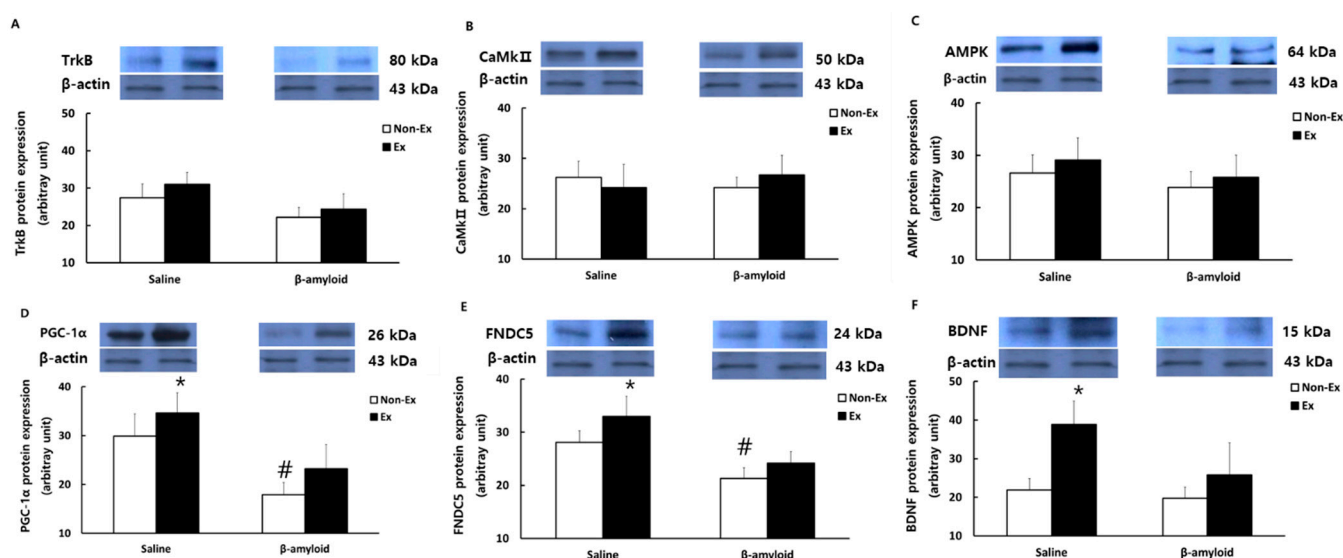 A
TrkB
80 kDa
β-actin
43 kDa
50
40
30
20
10
TrkB protein expression
(arbitray unit)
Non-Ex
Ex
Saline
β-amyloid
B
CaMkⅡ
50 kDa
β-actin
43 kDa
40
30
20
10
CaMkⅡ protein expression
(arbitray unit)
Non-Ex
Ex
Saline
β-amyloid
C
AMPK
64 kDa
β-actin
43 kDa
40
30
20
10
AMPK protein expression
(arbitray unit)
Non-Ex
Ex
Saline
β-amyloid
D
PGC-1α
26 kDa
β-actin
43 kDa
40
30
20
10
PGC-1α protein expression
(arbitray unit)
*
#
Non-Ex
Ex
Saline
β-amyloid
E
FNDC5
24 kDa
β-actin
43 kDa
40
30
20
10
FNDC5 protein expression
(arbitray unit)
*
#
Non-Ex
Ex
Saline
β-amyloid
F
BDNF
15 kDa
β-actin
43 kDa
50
40
30
20
10
BDNF protein expression
(arbitray unit)
*
Non-Ex
Ex
Saline
β-amyloid